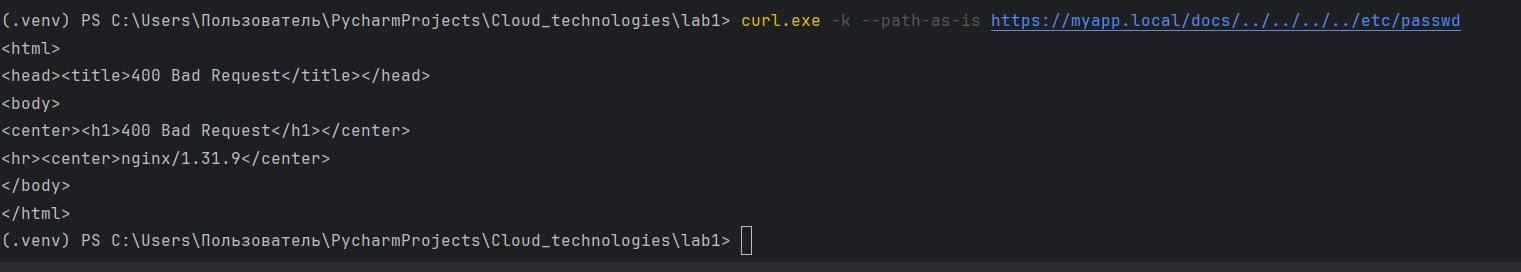 (.venv) PS C:\Users\Пользователь\PycharmProjects\Cloud_technologies\lab1> curl.exe -k --path-as-is https://myapp.local/docs/../../../../etc/passwd
<html>
<head><title>400 Bad Request</title></head>
<body>
<center><h1>400 Bad Request</h1></center>
<hr><center>nginx/1.31.9</center>
</body>
</html>
(.venv) PS C:\Users\Пользователь\PycharmProjects\Cloud_technologies\lab1>